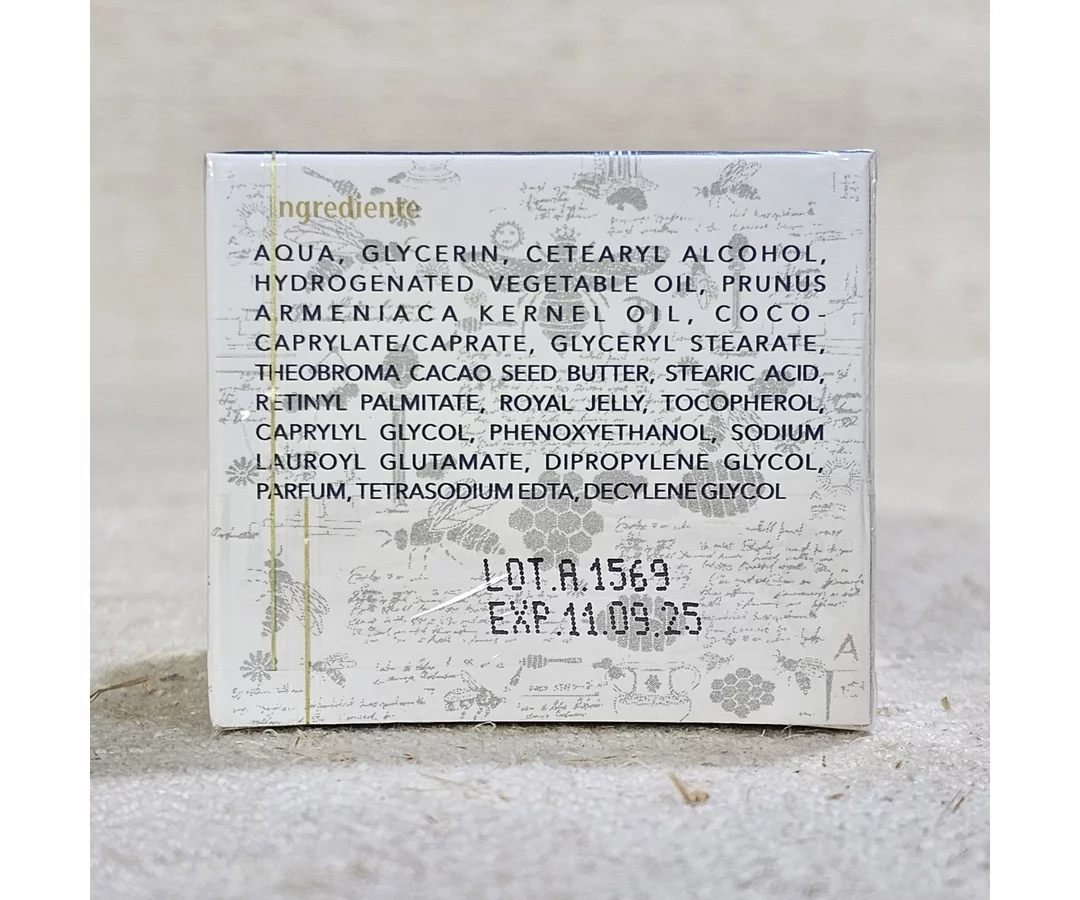 Ingrediente
AQUA, GLYCERIN, CETEARYL ALCOHOL,
HYDROGENATED VEGETABLE OIL, PRUNUS
ARMENIACA KERNEL OIL, COCO-
CAPRYLATE/CAPRATE, GLYCERYL STEARATE,
THEOBROMA CACAO SEED BUTTER, STEARIC ACID,
RETINYL PALMITATE, ROYAL JELLY, TOCOPHEROL,
CAPRYLYL GLYCOL, PHENOXYETHANOL, SODIUM
LAUROYL GLUTAMATE, DIPROPYLENE GLYCOL,
PARFUM, TETRASODIUM EDTA, DECYLENE GLYCOL
LOT.A.1569
EXP.11.09.25
A